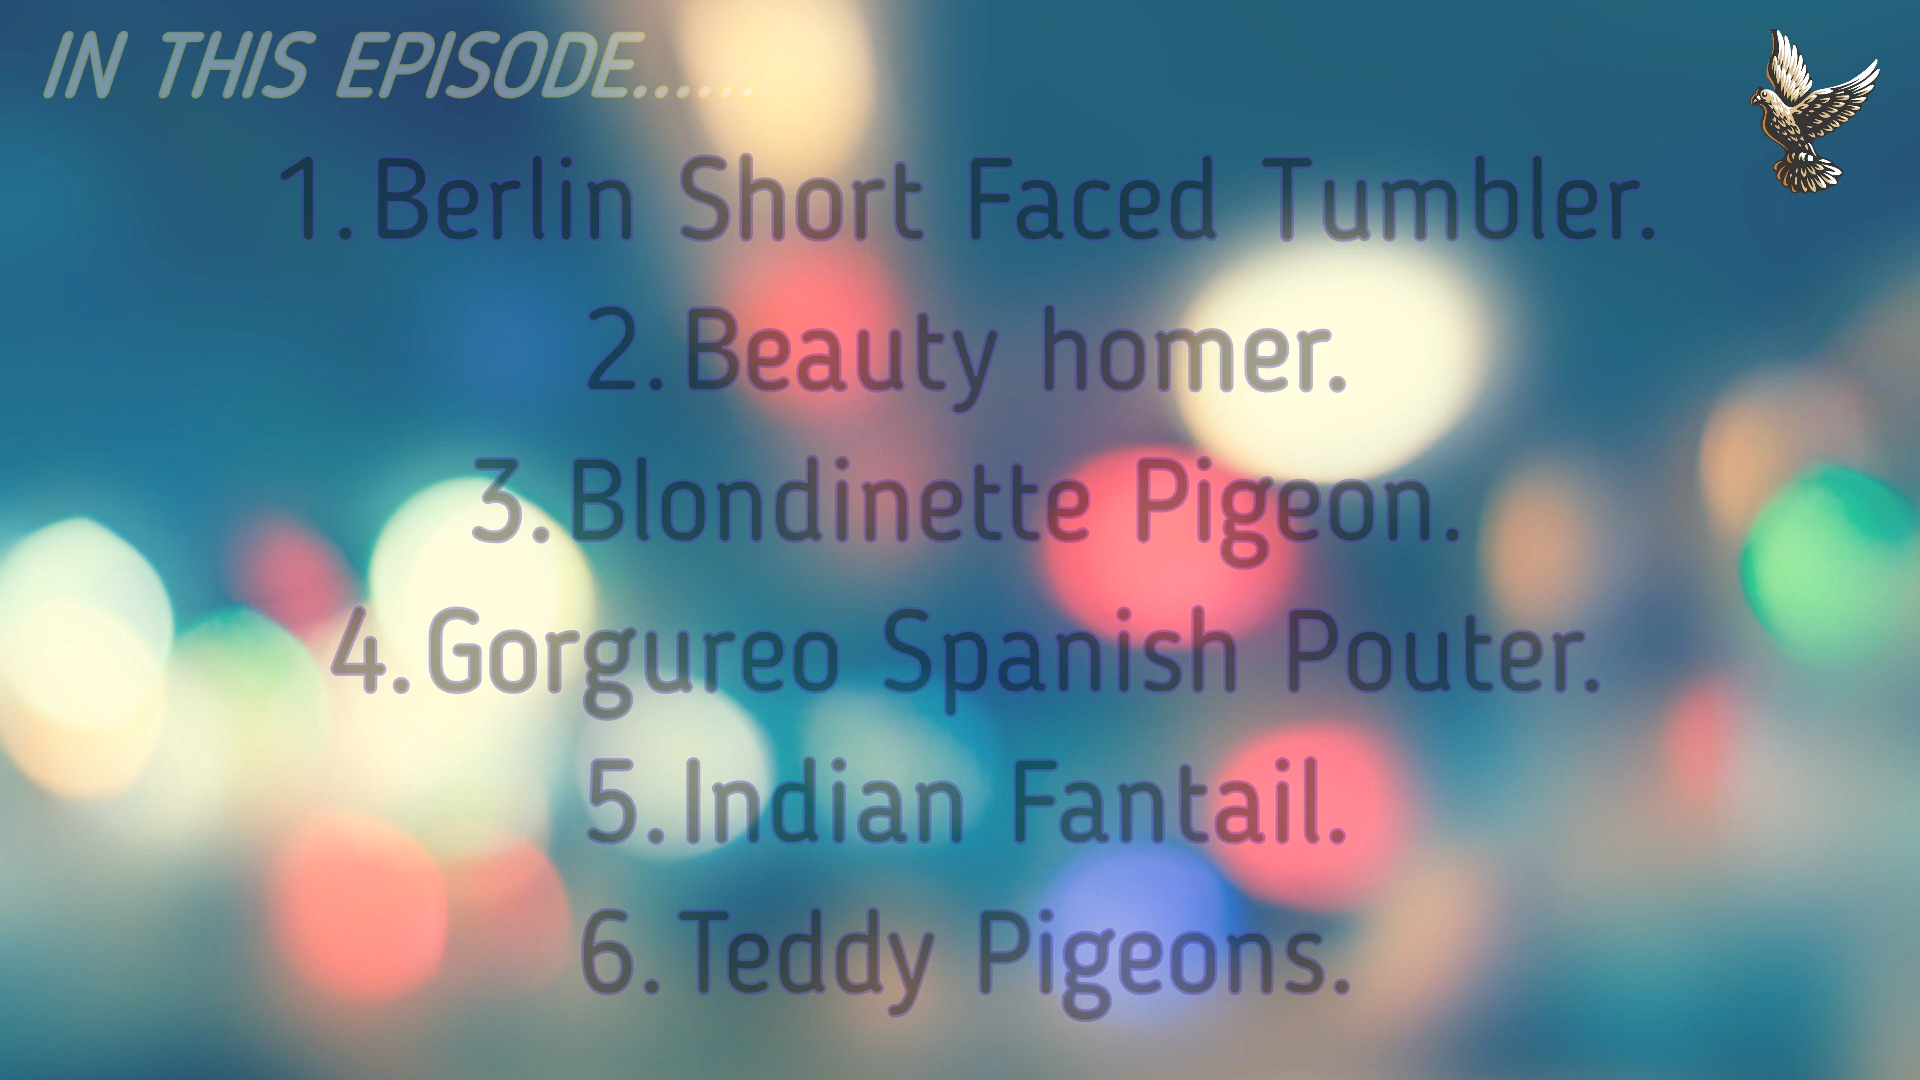 IN THIS EPISODE......
1. Berlin Short Faced Tumbler.
2. Beauty homer.
3. Blondinette Pigeon.
4. Gorgureo Spanish Pouter.
5. Indian Fantail.
6. Teddy Pigeons.